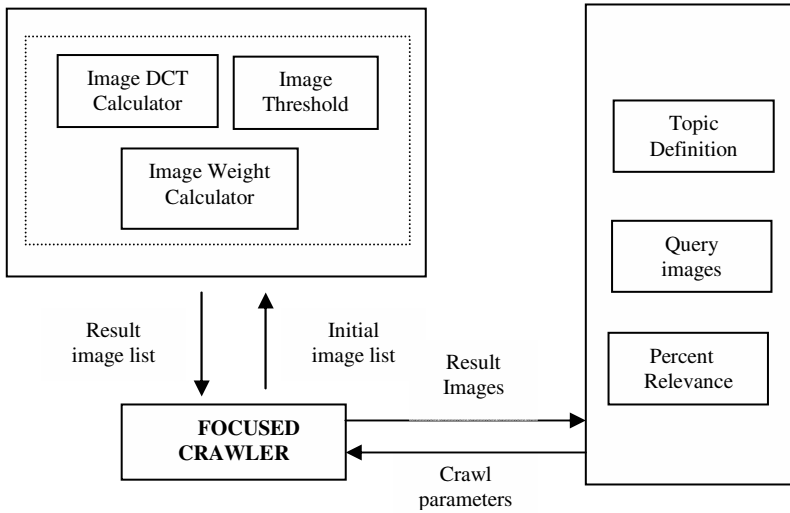 Image DCT
Calculator
Image
Threshold
Image Weight
Calculator
Topic
Definition
Query
images
Percent
Relevance
Result
image list
Initial
image list
Result
Images
FOCUSED
CRAWLER
Crawl
parameters